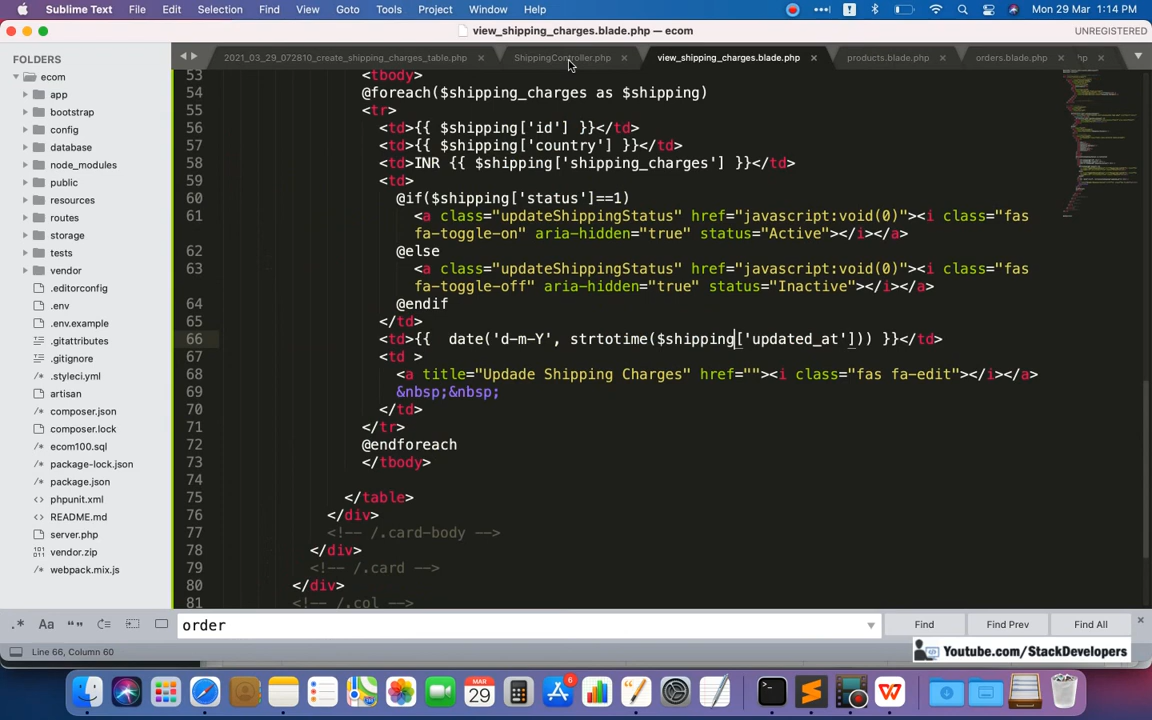 Sublime Text File Edit Selection Find View Goto Tools Project Window Help Mon 29 Mar 1:14 PM
view_shipping_charges.blade.php — ecom UNREGISTERED
FOLDERS
2021_03_29_072810_create_shipping_charges_table.php ShippingController.php view_shipping_charges.blade.php products.blade.php orders.blade.php hp
ecom
app
bootstrap
config
database
node_modules
public
resources
routes
storage
tests
vendor
.editorconfig
.env
.env.example
.gitattributes
.gitignore
.styleci.yml
artisan
composer.json
composer.lock
ecom100.sql
package-lock.json
package.json
phpunit.xml
README.md
server.php
vendor.zip
webpack.mix.js
53 <tbody>
54 @foreach($shipping_charges as $shipping)
55 <tr>
56 <td>{{ $shipping['id'] }}</td>
57 <td>{{ $shipping['country'] }}</td>
58 <td>INR {{ $shipping['shipping_charges'] }}</td>
59 <td>
60 @if($shipping['status']==1)
61 <a class="updateShippingStatus" href="javascript:void(0)"><i class="fas
fa-toggle-on" aria-hidden="true" status="Active"></i></a>
62 @else
63 <a class="updateShippingStatus" href="javascript:void(0)"><i class="fas
fa-toggle-off" aria-hidden="true" status="Inactive"></i></a>
64 @endif
65 </td>
66 <td>{{  date('d-m-Y', strtotime($shipping['updated_at'])) }}</td>
67 <td >
68 <a title="Updade Shipping Charges" href=""><i class="fas fa-edit"></i></a>
69 &nbsp;&nbsp;
70 </td>
71 </tr>
72 @endforeach
73 </tbody>
74
75 </table>
76 </div>
77 <!-- /.card-body -->
78 </div>
79 <!-- /.card -->
80 </div>
81 <!-- /.col -->
.* Aa order Find Find Prev Find All
Line 66, Column 60
Youtube.com/StackDevelopers
MAR
29
6